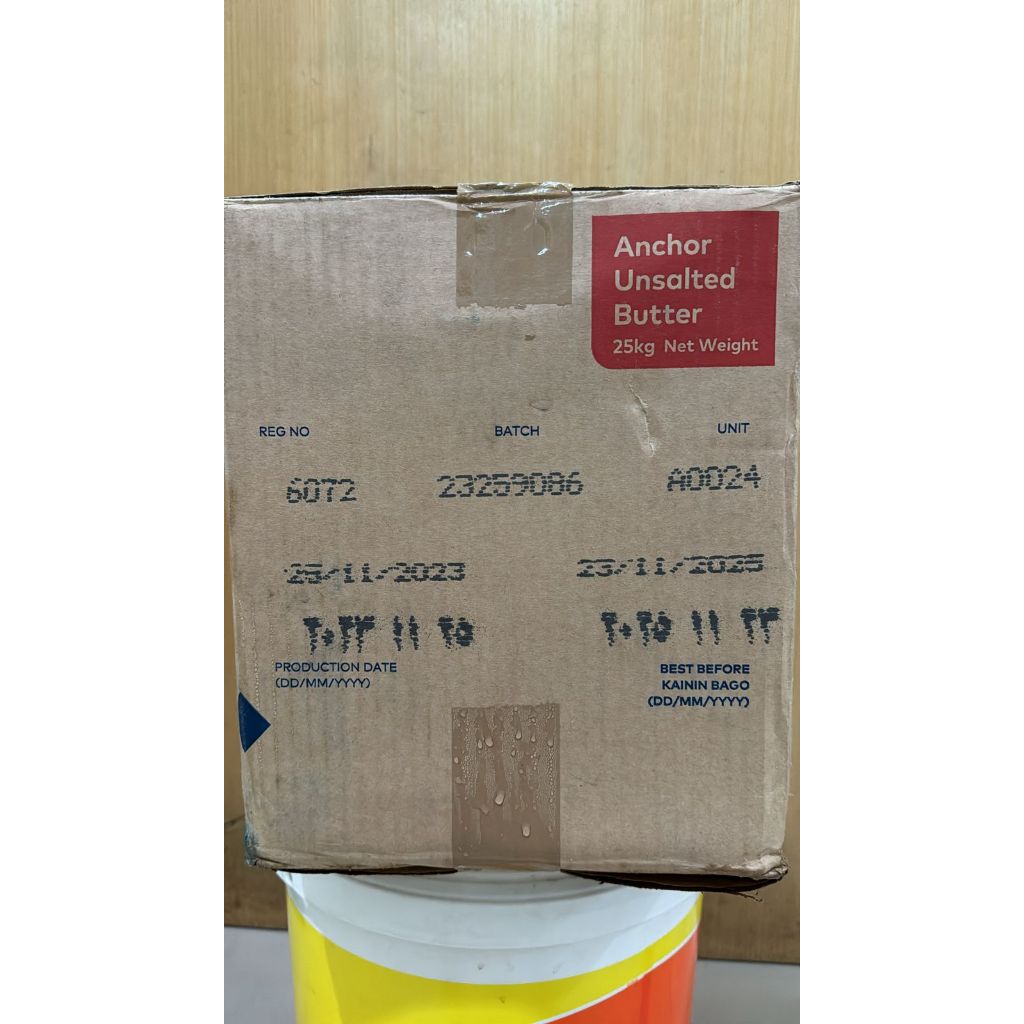 Anchor
Unsalted
Butter
25kg Net Weight
REG NO BATCH UNIT
6072 23259086 A0024
25/11/2023 23/11/2025
٢٠٢٣ ١١ ٢٥ ٢٠٢٥ ١١ ٢٣
PRODUCTION DATE
(DD/MM/YYYY)
BEST BEFORE
KAININ BAGO
(DD/MM/YYYY)